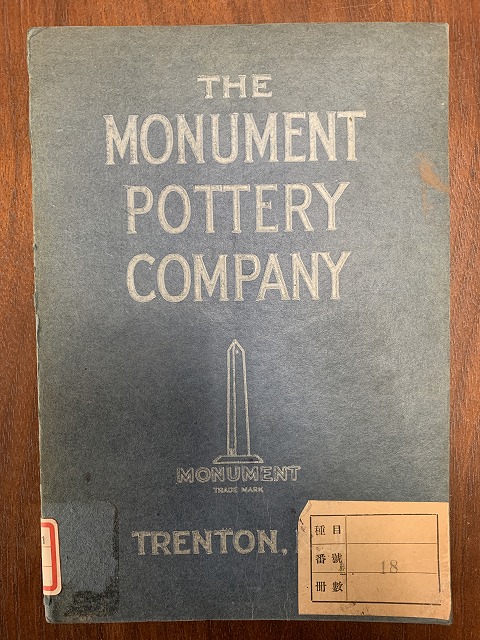 THE
MONUMENT
POTTERY
COMPANY
MONUMENT
TRADE MARK
TRENTON,
種目
番號 18
冊數